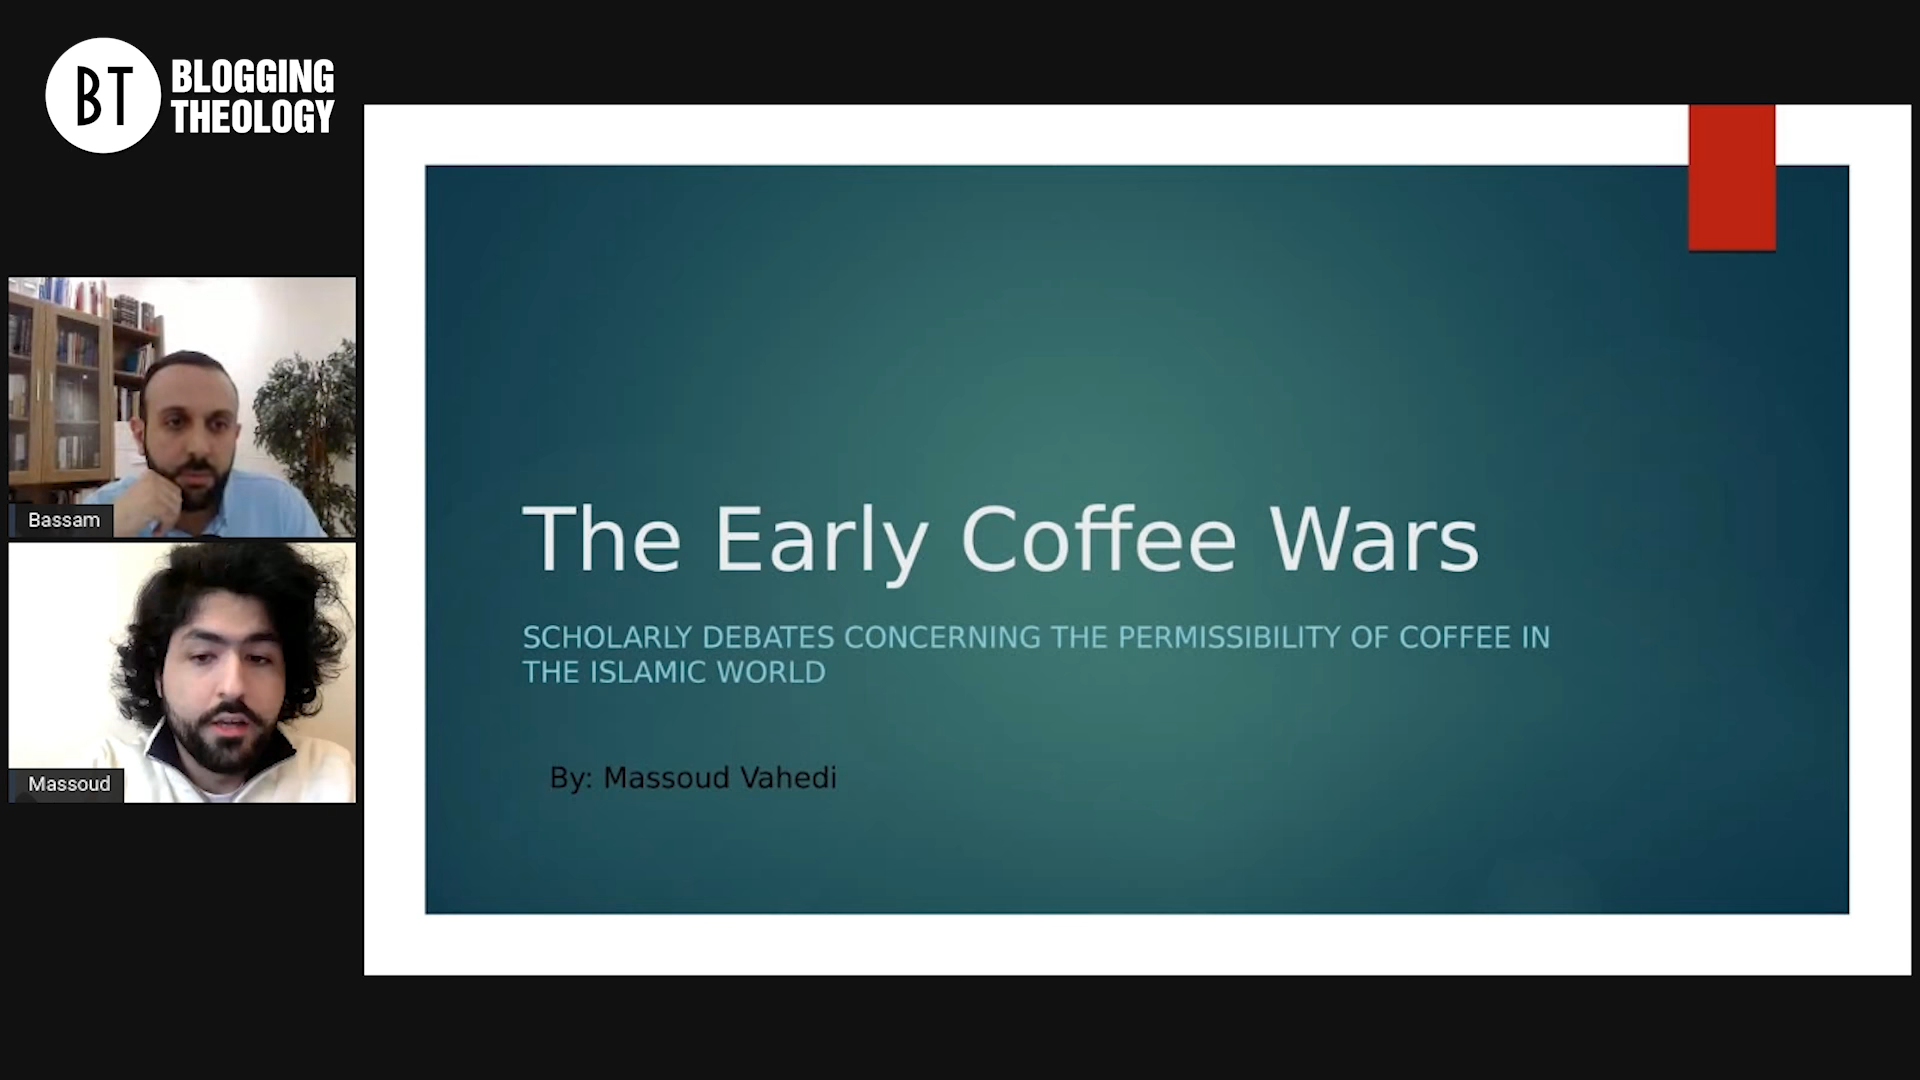 BT
BLOGGING
THEOLOGY
Bassam
Massoud
The Early Coffee Wars
SCHOLARLY DEBATES CONCERNING THE PERMISSIBILITY OF COFFEE IN
THE ISLAMIC WORLD
By: Massoud Vahedi